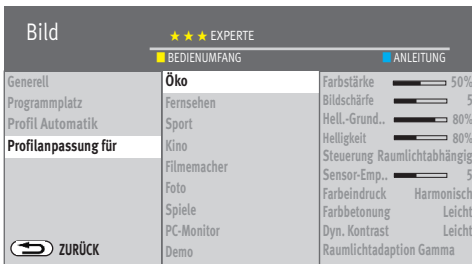 Bild
★ ★ ★ EXPERTE
BEDIENUMFANG
ANLEITUNG
Generell
Programmplatz
Profil Automatik
Profilanpassung für
ZURÜCK
Öko
Fernsehen
Sport
Kino
Filmemacher
Foto
Spiele
PC-Monitor
Demo
Farbstärke 50%
Bildschärfe 5
Hell.-Grund.. 80%
Helligkeit 80%
Steuerung Raumlichtabhängig
Sensor-Emp.. 5
Farbeindruck Harmonisch
Farbbetonung Leicht
Dyn. Kontrast Leicht
Raumlichtadaption Gamma